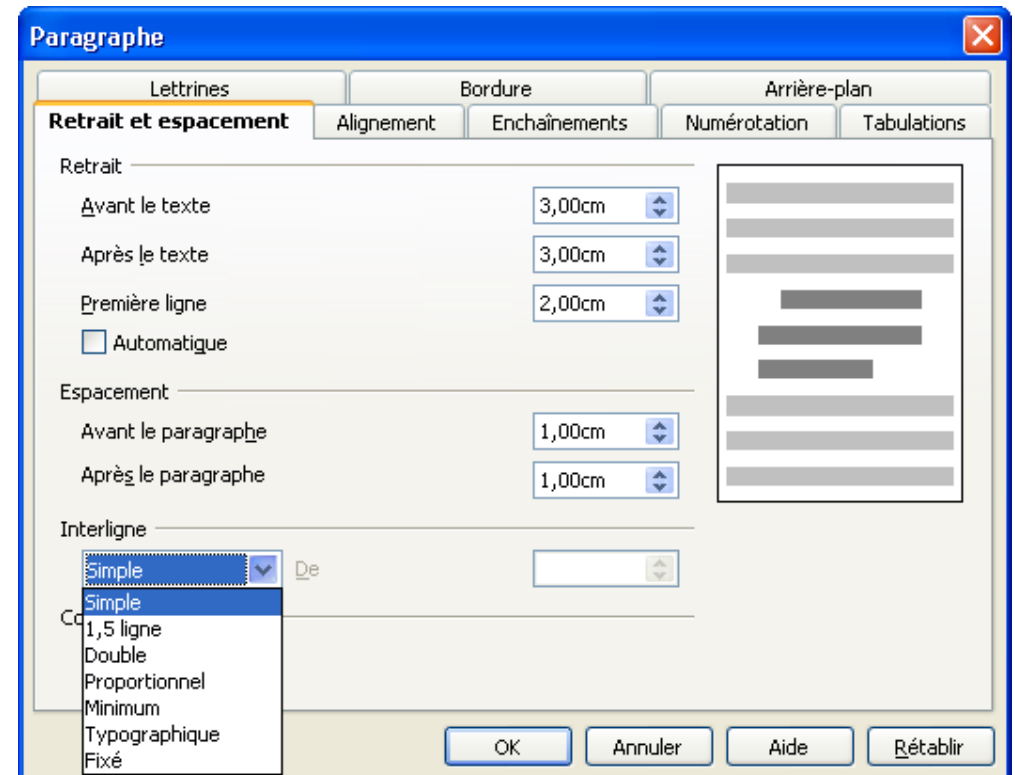 Paragraphe
Lettrines Bordure Arrière-plan
Retrait et espacement Alignement Enchaînements Numérotation Tabulations
Retrait
Avant le texte 3,00cm
Après le texte 3,00cm
Première ligne 2,00cm
Automatique
Espacement
Avant le paragraphe 1,00cm
Après le paragraphe 1,00cm
Interligne
Simple De
Simple
1,5 ligne
Double
Proportionnel
Minimum
Typographique
Fixé
OK Annuler Aide Rétablir